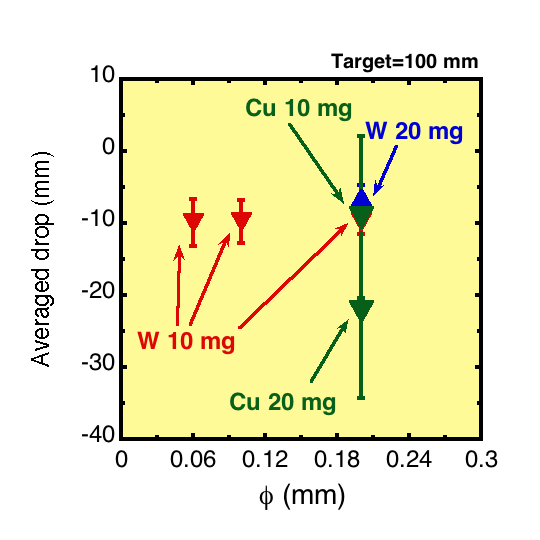 Target=100 mm
10
Cu 10 mg
W 20 mg
0
-10
-20
W 10 mg
-30
Cu 20 mg
-40
0 0.06 0.12 0.18 0.24 0.3
ϕ (mm)
Averaged drop (mm)